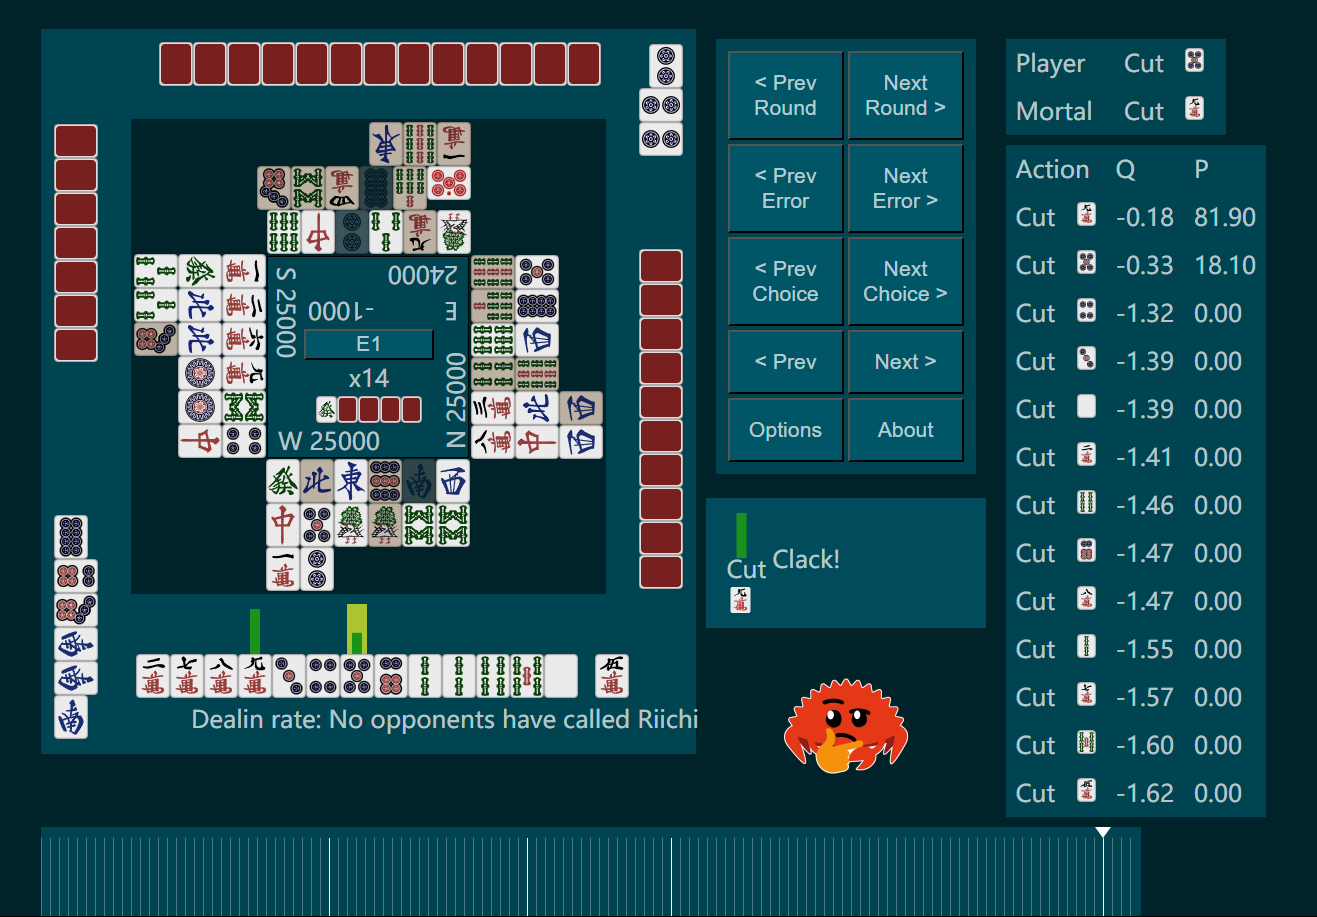 S 25000
24000
E
-1000
E1
x14
N 25000
W 25000
Dealin rate: No opponents have called Riichi
< Prev
Round
Next
Round >
< Prev
Error
Next
Error >
< Prev
Choice
Next
Choice >
< Prev
Next >
Options
About
Cut
Clack!
Player Cut
Mortal Cut
Action Q P
Cut -0.18 81.90
Cut -0.33 18.10
Cut -1.32 0.00
Cut -1.39 0.00
Cut -1.39 0.00
Cut -1.41 0.00
Cut -1.46 0.00
Cut -1.47 0.00
Cut -1.47 0.00
Cut -1.55 0.00
Cut -1.57 0.00
Cut -1.60 0.00
Cut -1.62 0.00